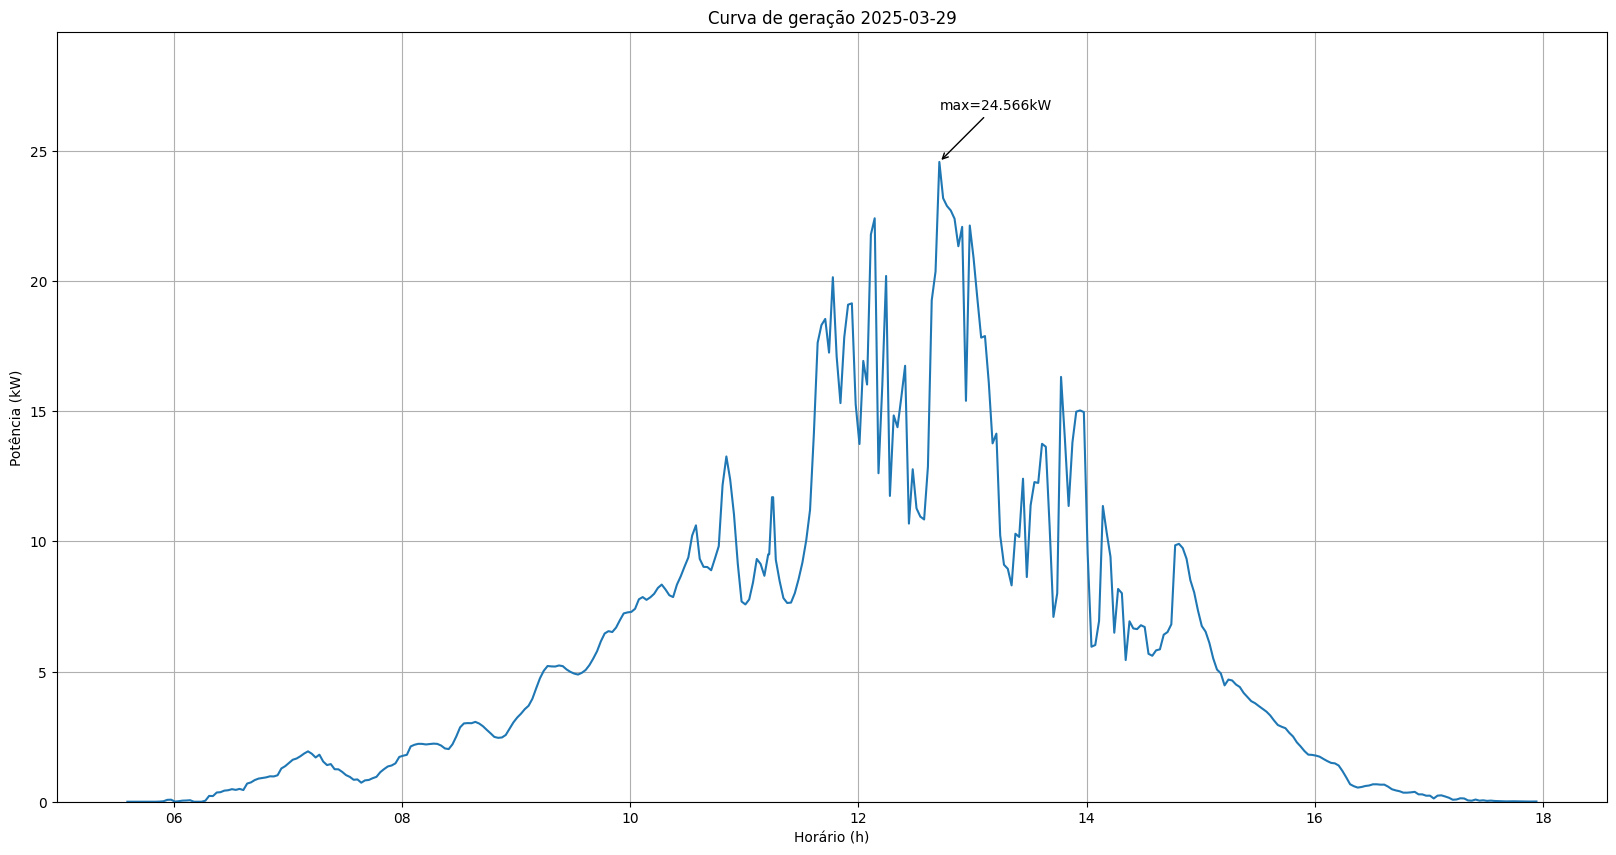 Curva de geração 2025-03-29
max=24.566kW
25
20
15
10
5
0
Potência (kW)
06 08 10 12 14 16 18
Horário (h)